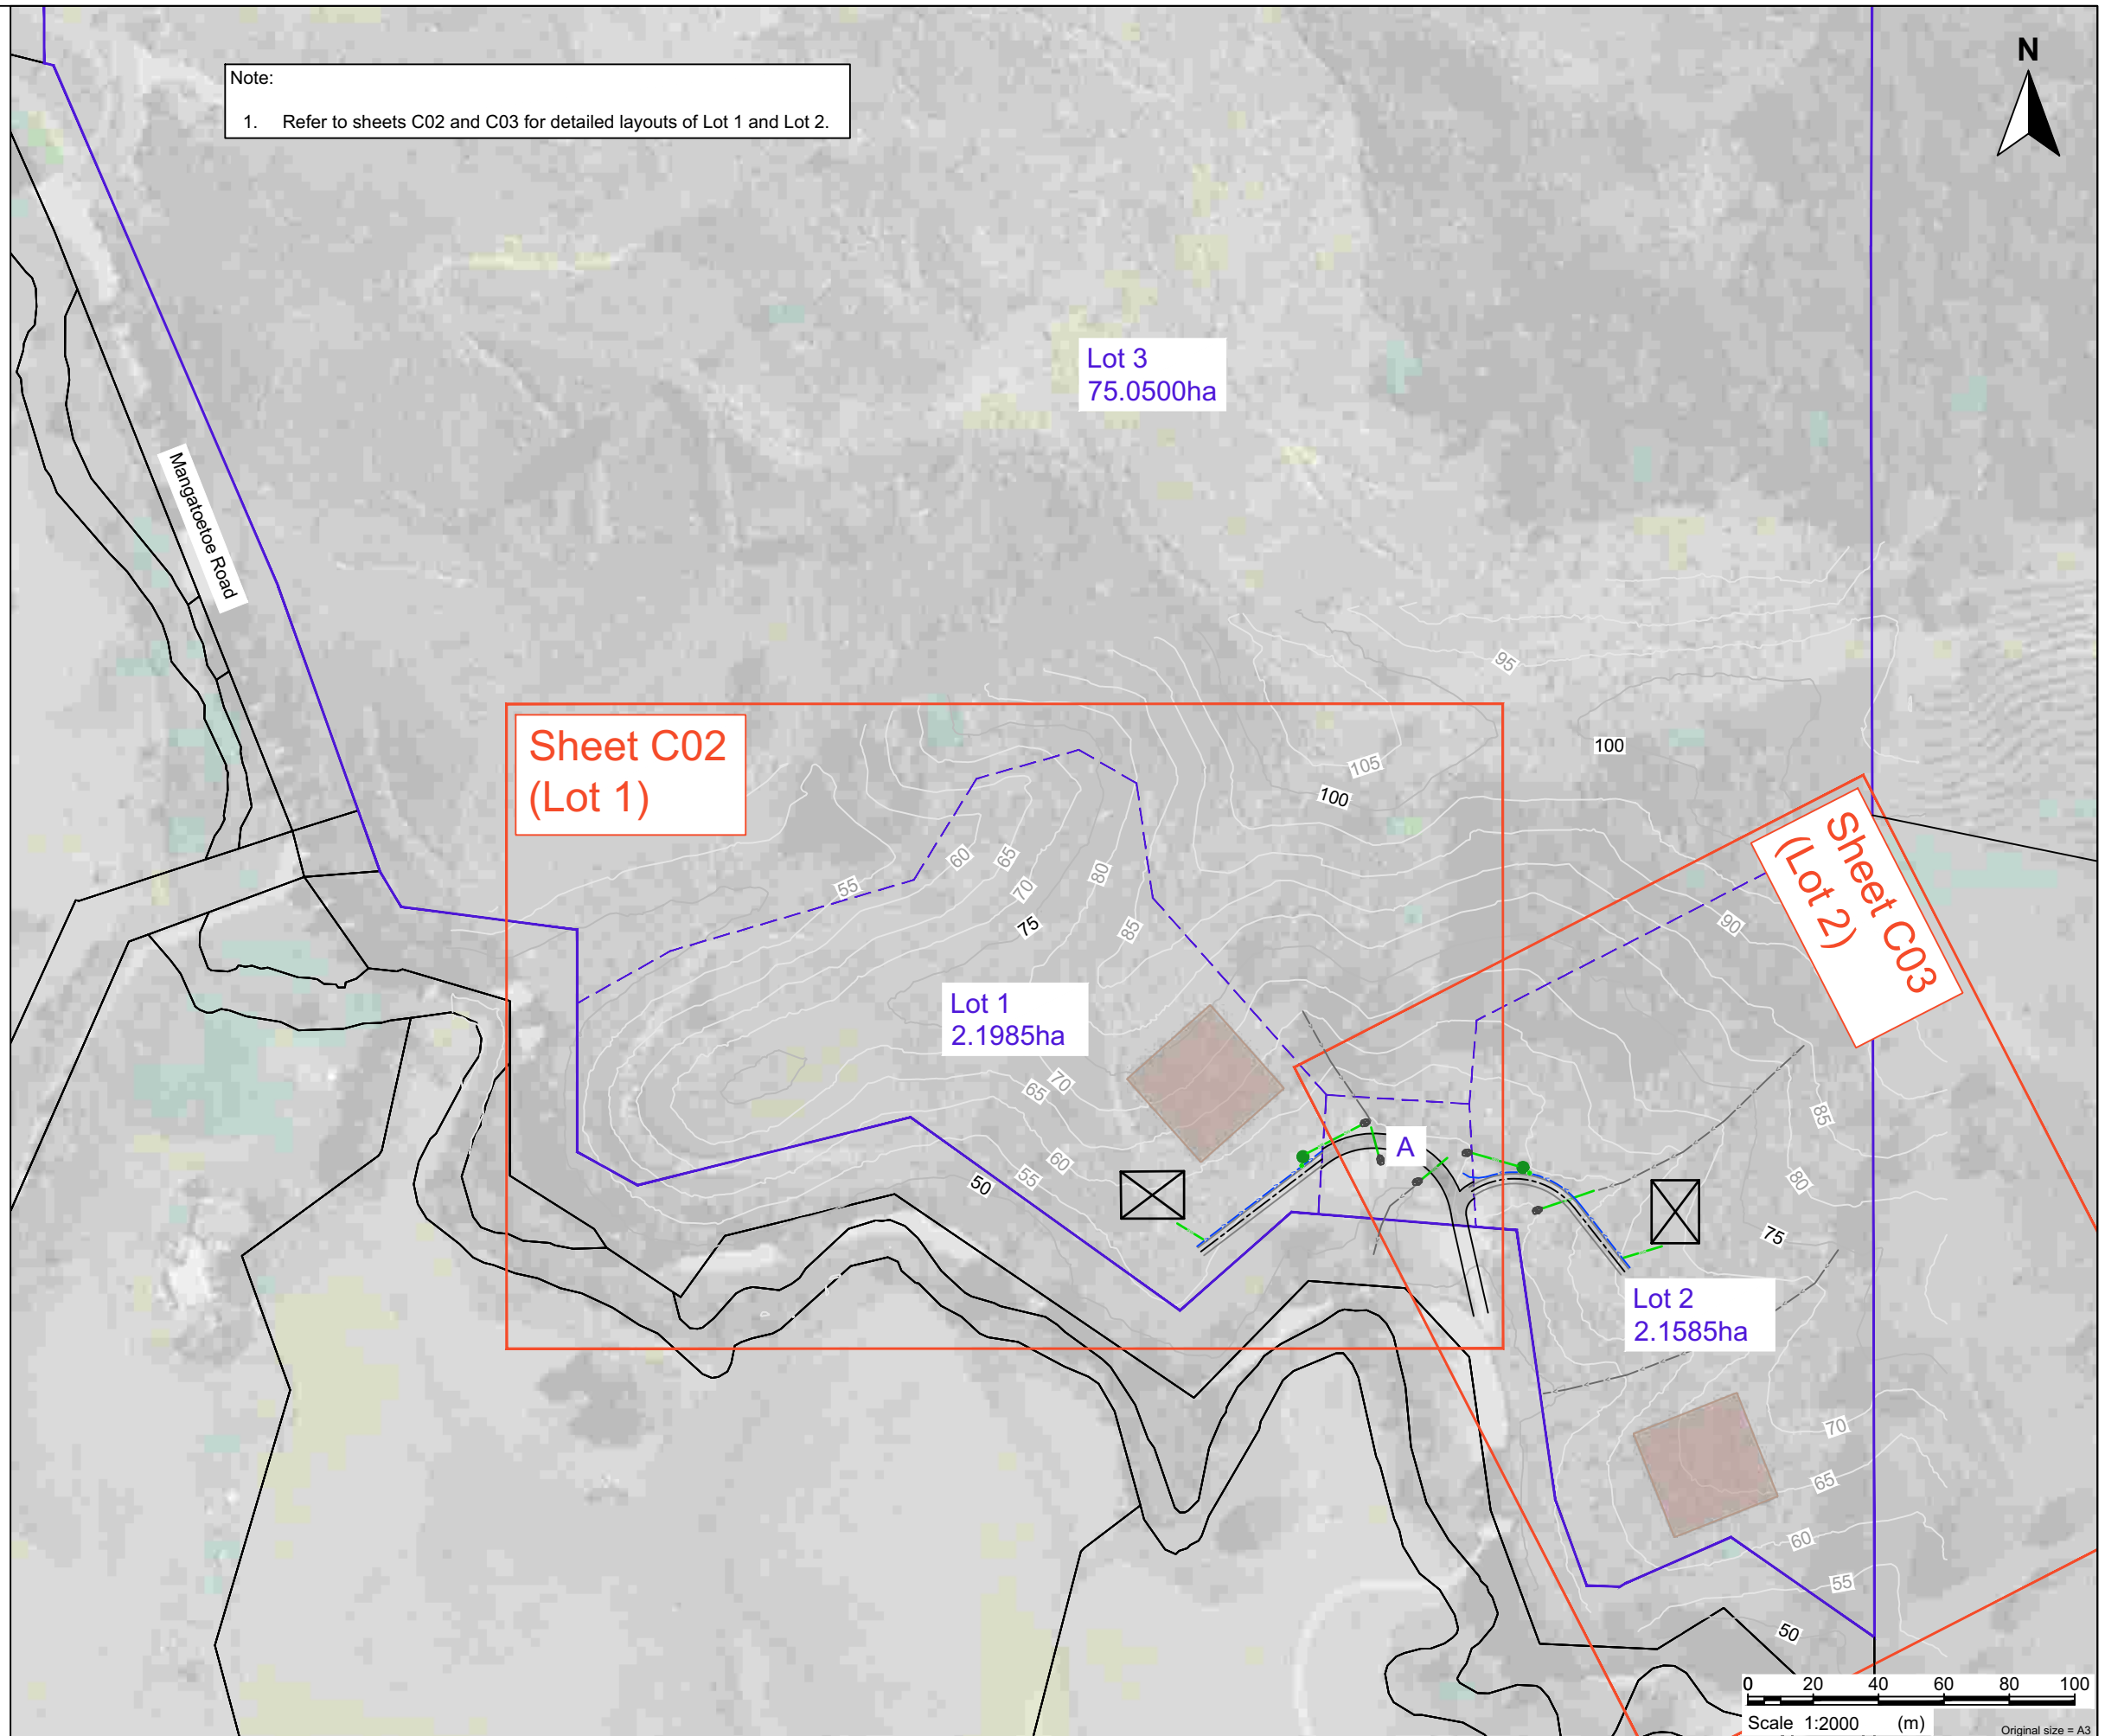 N
Note:
1. Refer to sheets C02 and C03 for detailed layouts of Lot 1 and Lot 2.
Lot 3
75.0500ha
Mangatoetoe Road
95
100
105
100
Sheet C02
(Lot 1)
Sheet C03
(Lot 2)
55
60
65
70
75
80
85
90
Lot 1
2.1985ha
70
65
60
55
50
A
85
80
75
Lot 2
2.1585ha
70
65
60
55
50
0 20 40 60 80 100
Scale 1:2000 (m)
Original size = A3